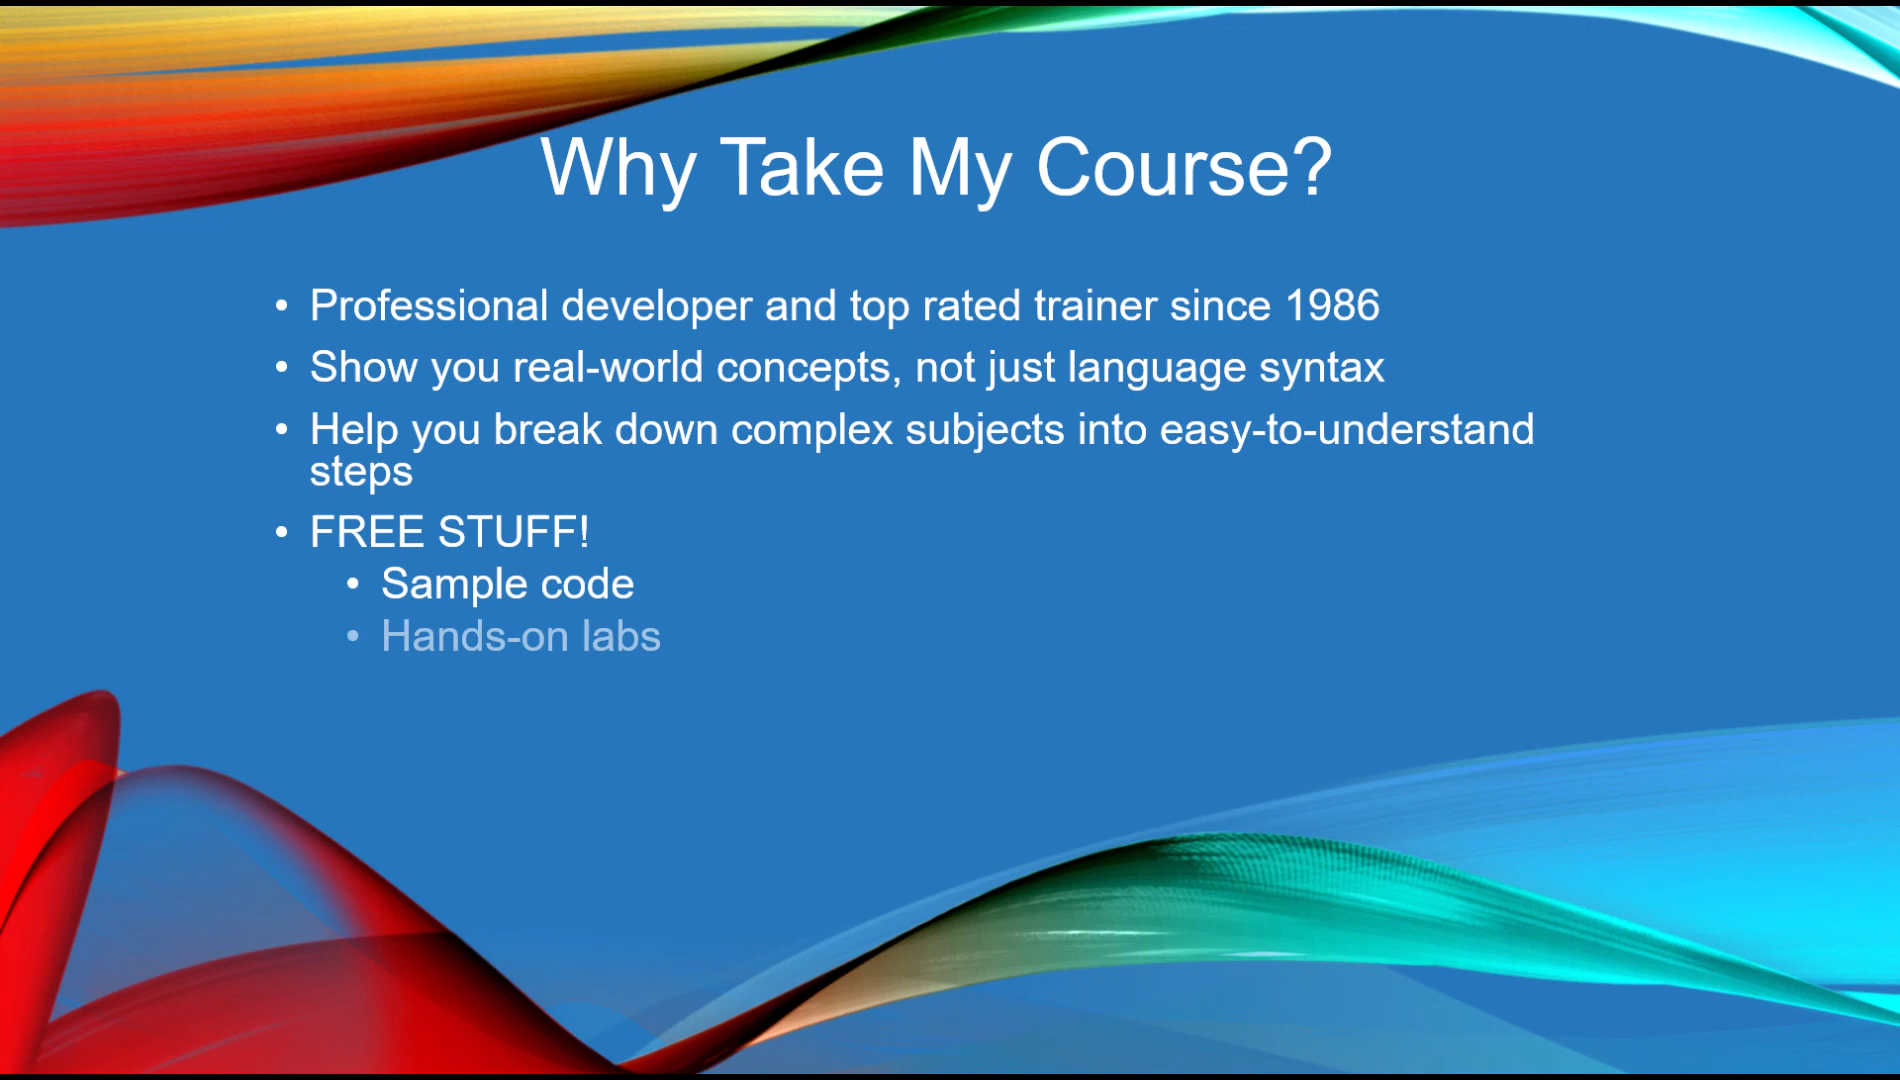 Why Take My Course?
• Professional developer and top rated trainer since 1986
• Show you real-world concepts, not just language syntax
• Help you break down complex subjects into easy-to-understand
steps
• FREE STUFF!
• Sample code
• Hands-on labs